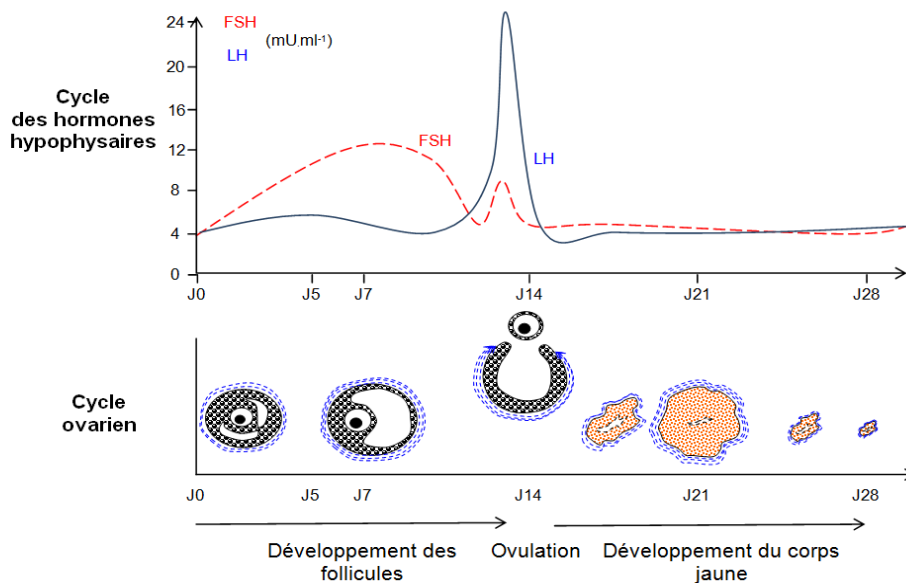 24
FSH
(mU.ml-1)
LH
20
Cycle
des hormones
hypophysaires
16
12
FSH
LH
8
4
0
J0 J5 J7 J14 J21 J28
Cycle
ovarien
J0 J5 J7 J14 J21 J28
Développement des
follicules
Ovulation
Développement du corps
jaune